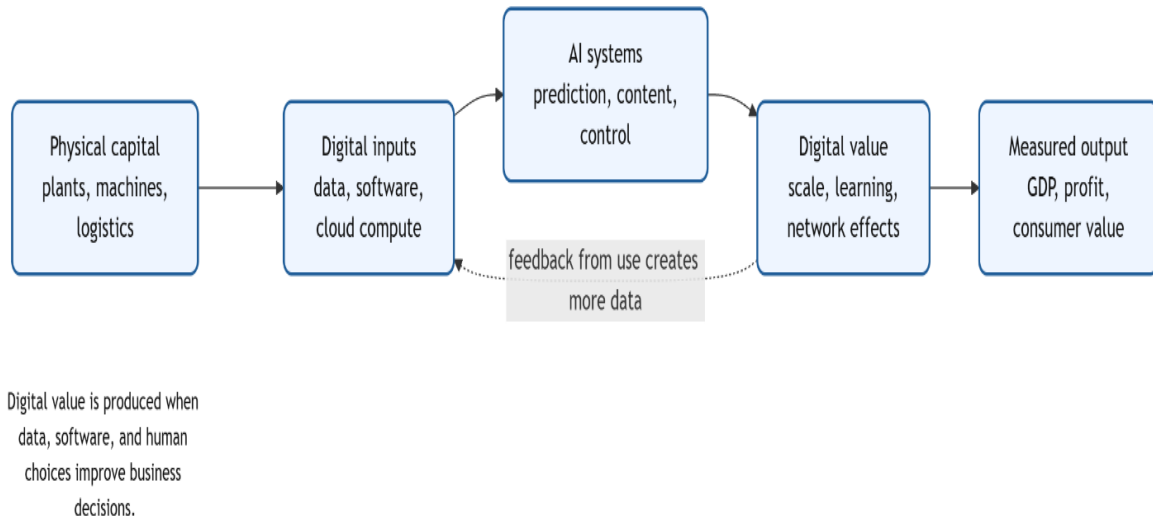 Physical capital
plants, machines,
logistics
Digital inputs
data, software,
cloud compute
AI systems
prediction, content,
control
Digital value
scale, learning,
network effects
Measured output
GDP, profit,
consumer value
feedback from use creates
more data
Digital value is produced when
data, software, and human
choices improve business
decisions.